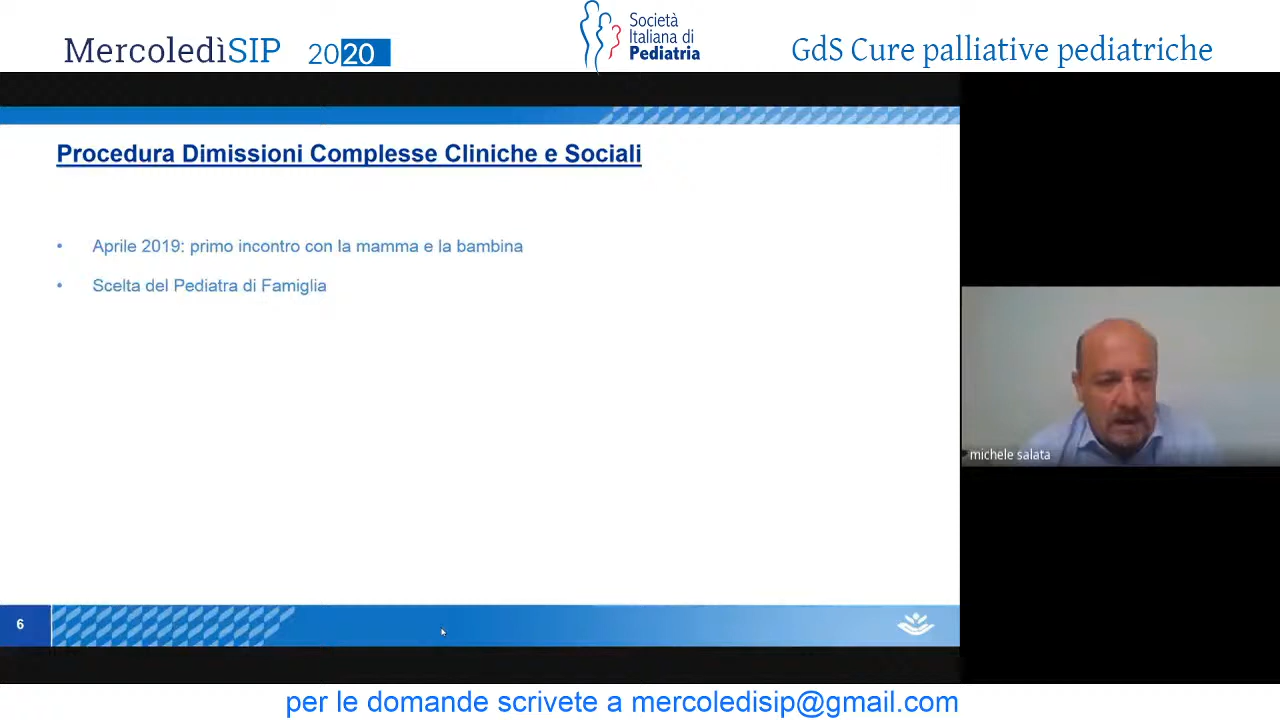 MercoledìSIP 2020
Società
Italiana di
Pediatria
GdS Cure palliative pediatriche
Procedura Dimissioni Complesse Cliniche e Sociali
• Aprile 2019: primo incontro con la mamma e la bambina
• Scelta del Pediatra di Famiglia
michele salata
6
per le domande scrivete a mercoledisip@gmail.com